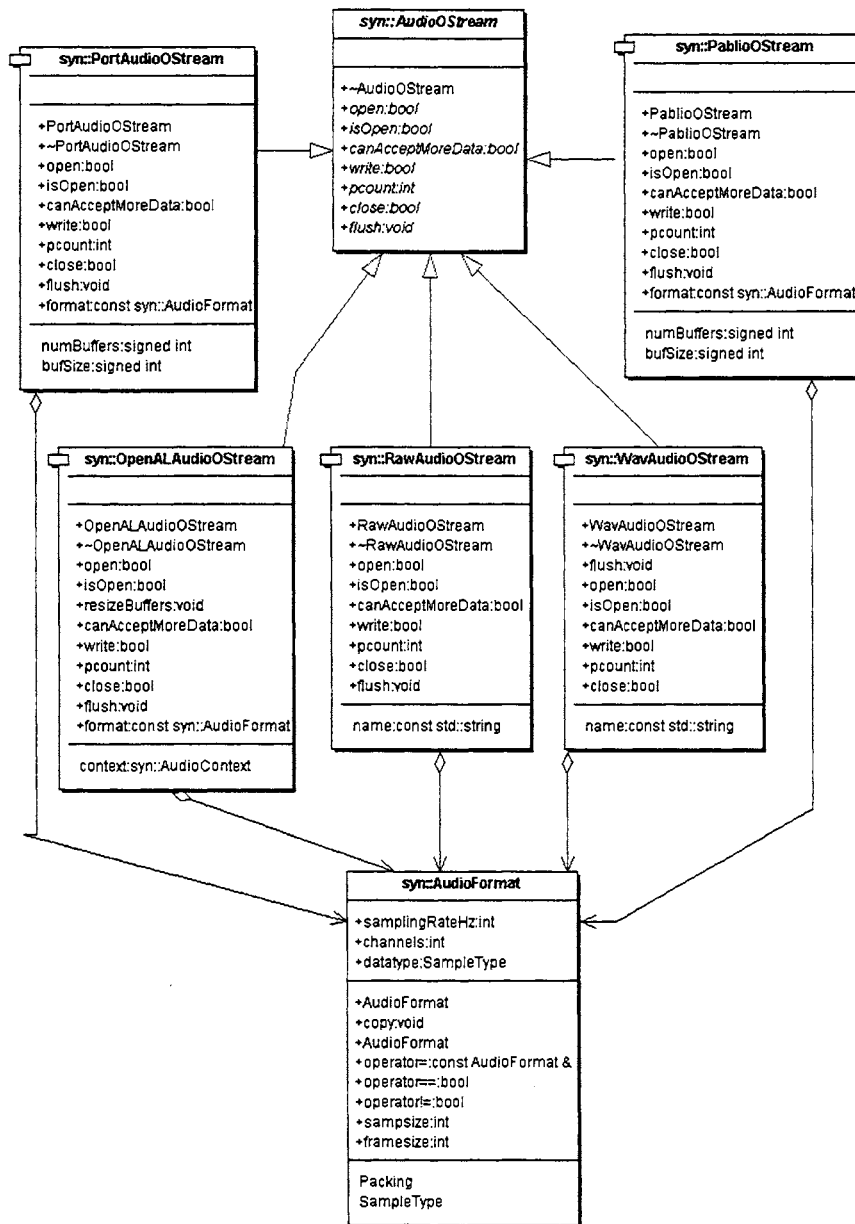 syn::AudioOStream
+~AudioOStream
+open:bool
+isOpen:bool
+canAcceptMoreData:bool
+write:bool
+pcount:int
+close:bool
+flush:void
syn::PortAudioOStream
+PortAudioOStream
+~PortAudioOStream
+open:bool
+isOpen:bool
+canAcceptMoreData:bool
+write:bool
+pcount:int
+close:bool
+flush:void
+format:const syn::AudioFormat
numBuffers:signed int
bufSize:signed int
syn::PablioOStream
+PablioOStream
+~PablioOStream
+open:bool
+isOpen:bool
+canAcceptMoreData:bool
+write:bool
+pcount:int
+close:bool
+flush:void
+format:const syn::AudioFormat
numBuffers:signed int
bufSize:signed int
syn::OpenALAudioOStream
+OpenALAudioOStream
+~OpenALAudioOStream
+open:bool
+isOpen:bool
+resizeBuffers:void
+canAcceptMoreData:bool
+write:bool
+pcount:int
+close:bool
+flush:void
+format:const syn::AudioFormat
context:syn::AudioContext
syn::RawAudioOStream
+RawAudioOStream
+~RawAudioOStream
+open:bool
+isOpen:bool
+canAcceptMoreData:bool
+write:bool
+pcount:int
+close:bool
+flush:void
name:const std::string
syn::WavAudioOStream
+WavAudioOStream
+~WavAudioOStream
+flush:void
+open:bool
+isOpen:bool
+canAcceptMoreData:bool
+write:bool
+pcount:int
+close:bool
name:const std::string
syn::AudioFormat
+samplingRateHz:int
+channels:int
+datatype:SampleType
+AudioFormat
+copy:void
+AudioFormat
+operator=:const AudioFormat &
+operator==:bool
+operator!=:bool
+sampsize:int
+framesize:int
Packing
SampleType